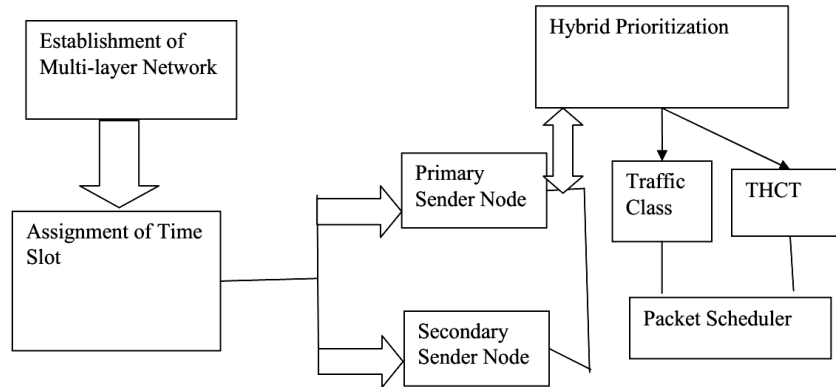 Establishment of
Multi-layer Network
Hybrid Prioritization
Primary
Sender Node
Traffic
Class
THCT
Assignment of Time
Slot
Packet Scheduler
Secondary
Sender Node